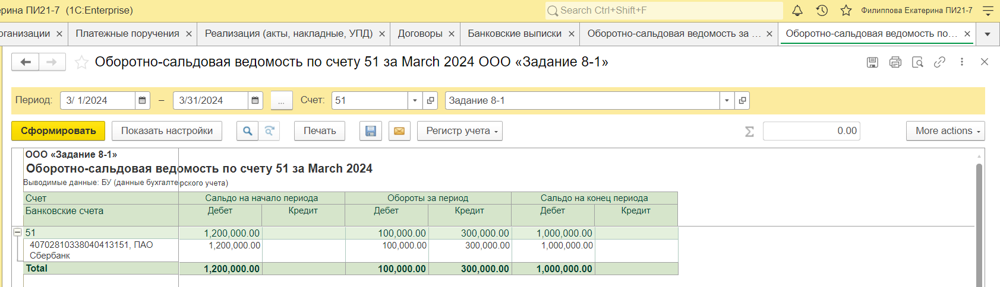 ерина ПИ21-7 (1С:Enterprise)
Search Ctrl+Shift+F
Филиппова Екатерина ПИ21-7
рганизации
Платежные поручения
Реализация (акты, накладные, УПД)
Договоры
Банковские выписки
Оборотно-сальдовая ведомость за ...
Оборотно-сальдовая ведомость по...
Оборотно-сальдовая ведомость по счету 51 за March 2024 ООО «Задание 8-1»
Период: 3/ 1/2024 – 3/31/2024 ... Счет: 51 Задание 8-1
Сформировать Показать настройки Печать Регистр учета Σ 0.00 More actions
ООО «Задание 8-1»
Оборотно-сальдовая ведомость по счету 51 за March 2024
Выводимые данные: БУ (данные бухгалтерского учета)
Счет Сальдо на начало периода Обороты за период Сальдо на конец периода
Банковские счета Дебет Кредит Дебет Кредит Дебет Кредит
51 1,200,000.00 100,000.00 300,000.00 1,000,000.00
40702810338040413151, ПАО 1,200,000.00 100,000.00 300,000.00 1,000,000.00
Сбербанк
Total 1,200,000.00 100,000.00 300,000.00 1,000,000.00